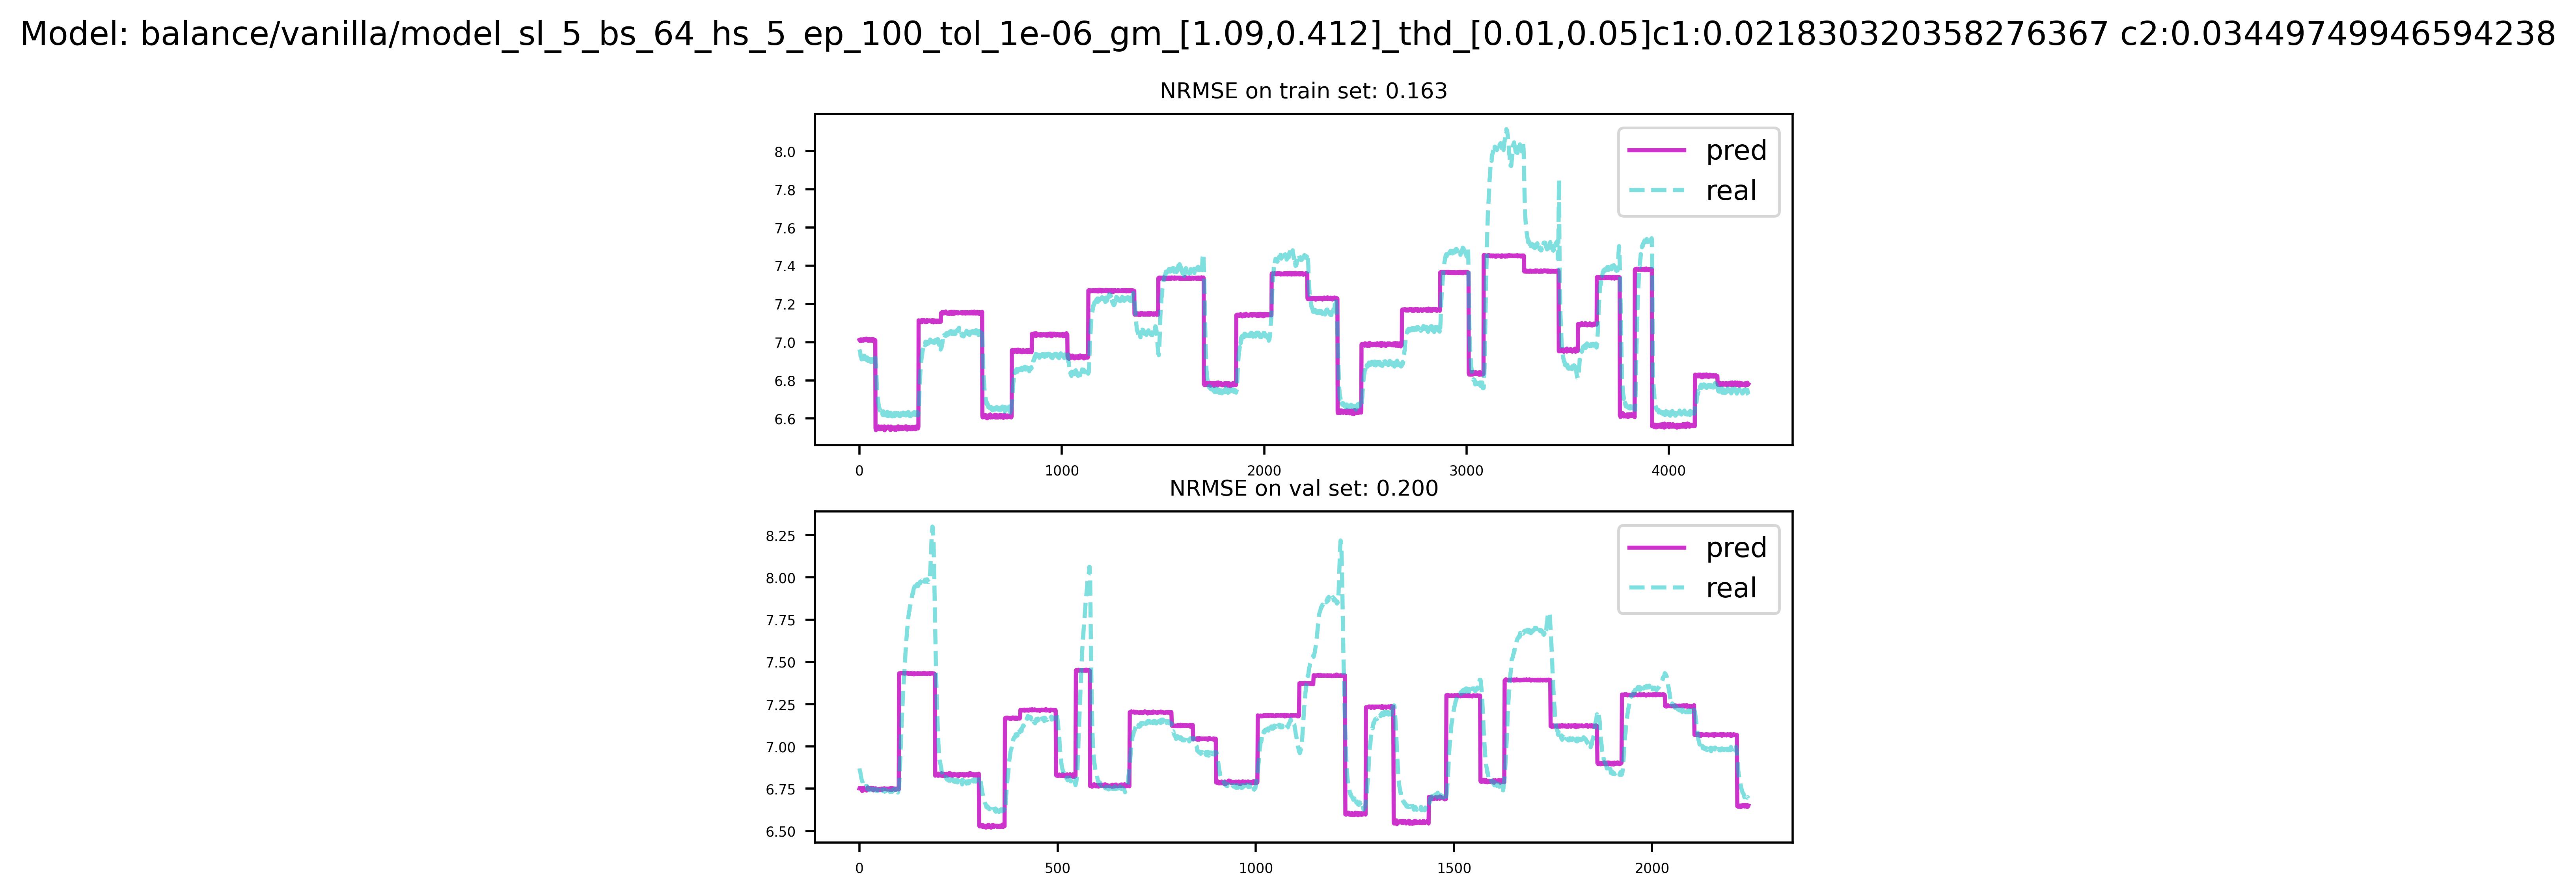 Model: balance/vanilla/model_sl_5_bs_64_hs_5_ep_100_tol_1e-06_gm_[1.09,0.412]_thd_[0.01,0.05]c1:0.021830320358276367 c2:0.03449749946594238
NRMSE on train set: 0.163
pred
real
8.0
7.8
7.6
7.4
7.2
7.0
6.8
6.6
0 1000 2000 3000 4000
NRMSE on val set: 0.200
pred
real
8.25
8.00
7.75
7.50
7.25
7.00
6.75
6.50
0 500 1000 1500 2000